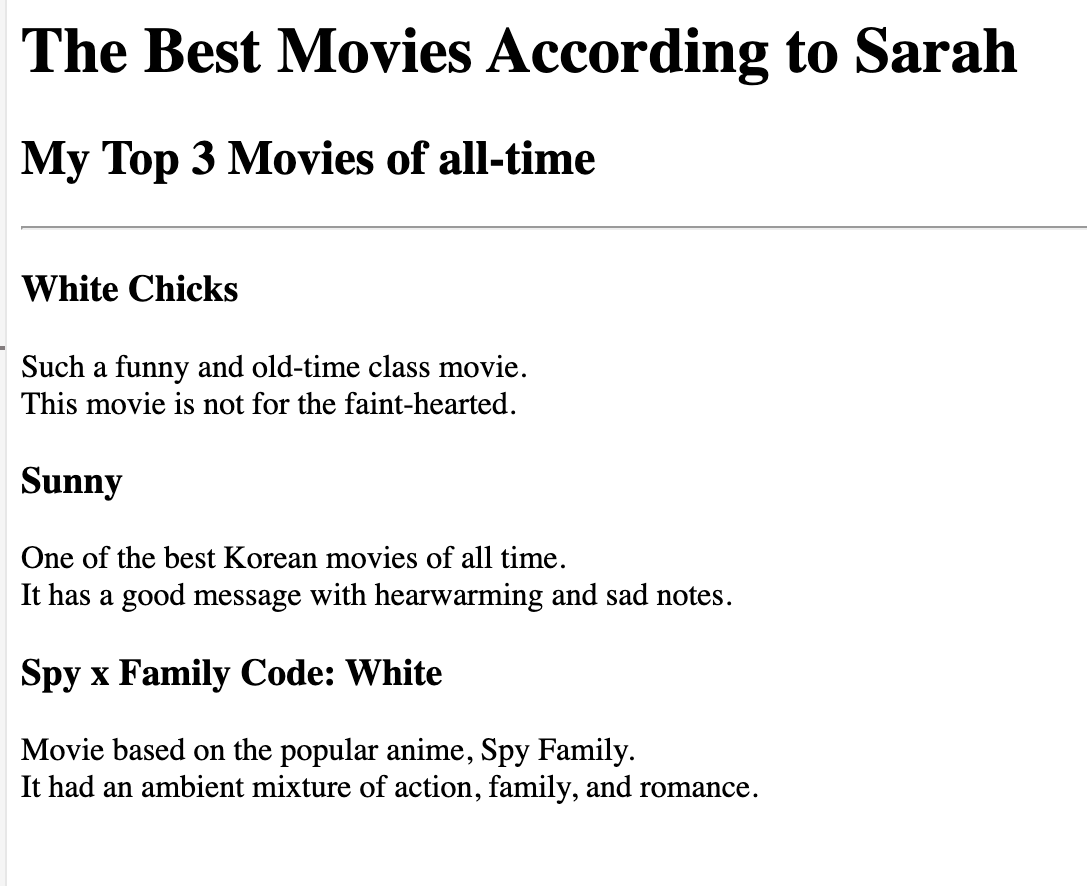 The Best Movies According to Sarah
My Top 3 Movies of all-time
White Chicks
Such a funny and old-time class movie.
This movie is not for the faint-hearted.
Sunny
One of the best Korean movies of all time.
It has a good message with hearwarming and sad notes.
Spy x Family Code: White
Movie based on the popular anime, Spy Family.
It had an ambient mixture of action, family, and romance.